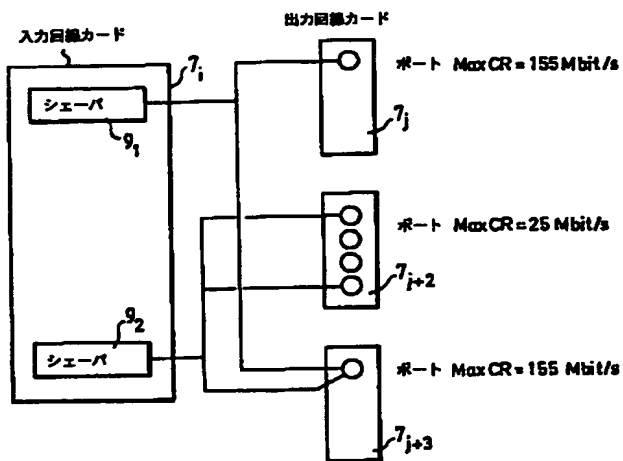 入力回線カード
出力回線カード
7i
シェーパ
g1
ポート MaxCR=155Mbit/s
7j
ポート MaxCR=25Mbit/s
7j+2
シェーパ
g2
ポート MaxCR=155Mbit/s
7j+3